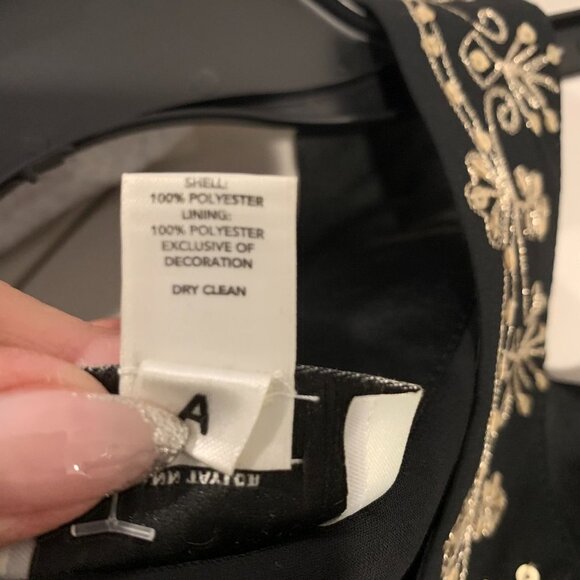 SHELL:
100% POLYESTER
LINING:
100% POLYESTER
EXCLUSIVE OF
DECORATION
DRY CLEAN
A